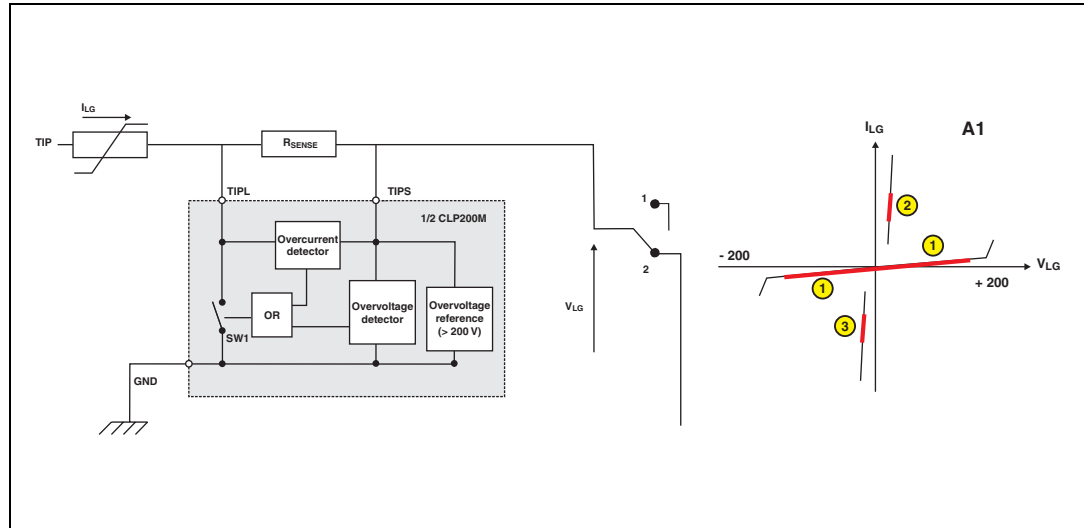 ILG
TIP
RSENSE
TIPL
TIPS
1/2 CLP200M
Overcurrent
detector
OR
SW1
Overvoltage
detector
Overvoltage
reference
(> 200 V)
GND
VLG
1
2
ILG
A1
2
1
- 200
VLG
+ 200
1
3